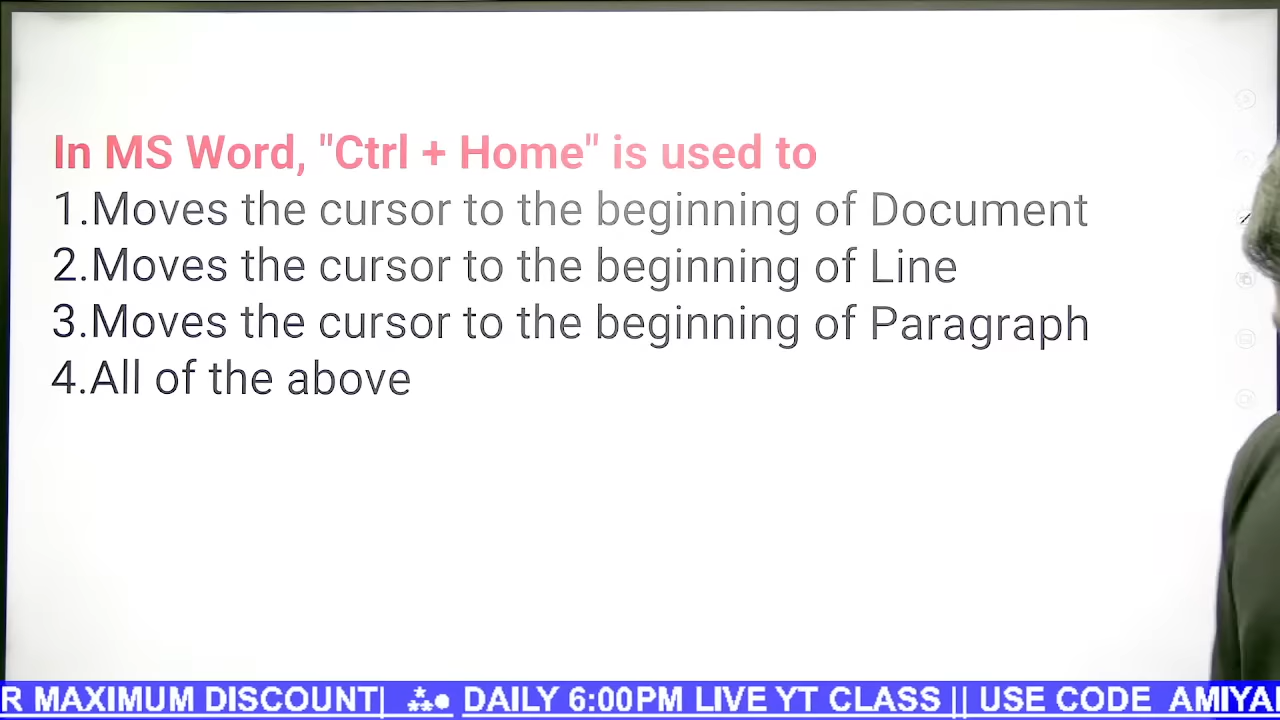 In MS Word, "Ctrl + Home" is used to
1.Moves the cursor to the beginning of Document
2.Moves the cursor to the beginning of Line
3.Moves the cursor to the beginning of Paragraph
4.All of the above
R MAXIMUM DISCOUNT| DAILY 6:00PM LIVE YT CLASS || USE CODE AMIYA